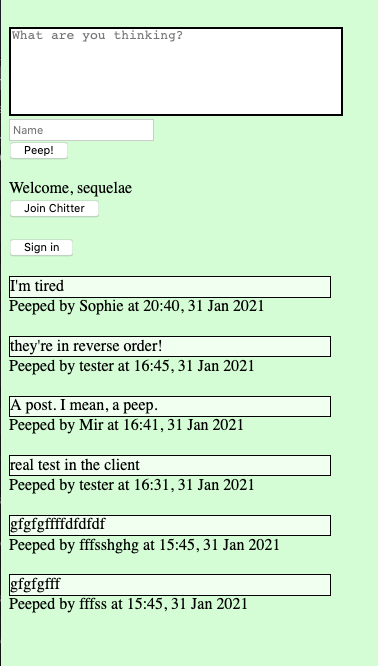 What are you thinking?
Name
Peep!
Welcome, sequelae
Join Chitter
Sign in
I'm tired
Peeped by Sophie at 20:40, 31 Jan 2021
they're in reverse order!
Peeped by tester at 16:45, 31 Jan 2021
A post. I mean, a peep.
Peeped by Mir at 16:41, 31 Jan 2021
real test in the client
Peeped by tester at 16:31, 31 Jan 2021
gfgfgffffdfdfdf
Peeped by fffsshghg at 15:45, 31 Jan 2021
gfgfgfff
Peeped by fffss at 15:45, 31 Jan 2021